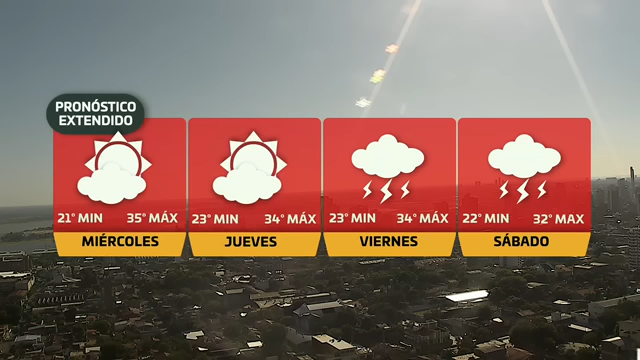 PRONÓSTICO
EXTENDIDO
21° MIN 35° MÁX
MIÉRCOLES
23° MIN 34° MÁX
JUEVES
23° MIN 34° MÁX
VIERNES
22° MIN 32° MAX
SÁBADO